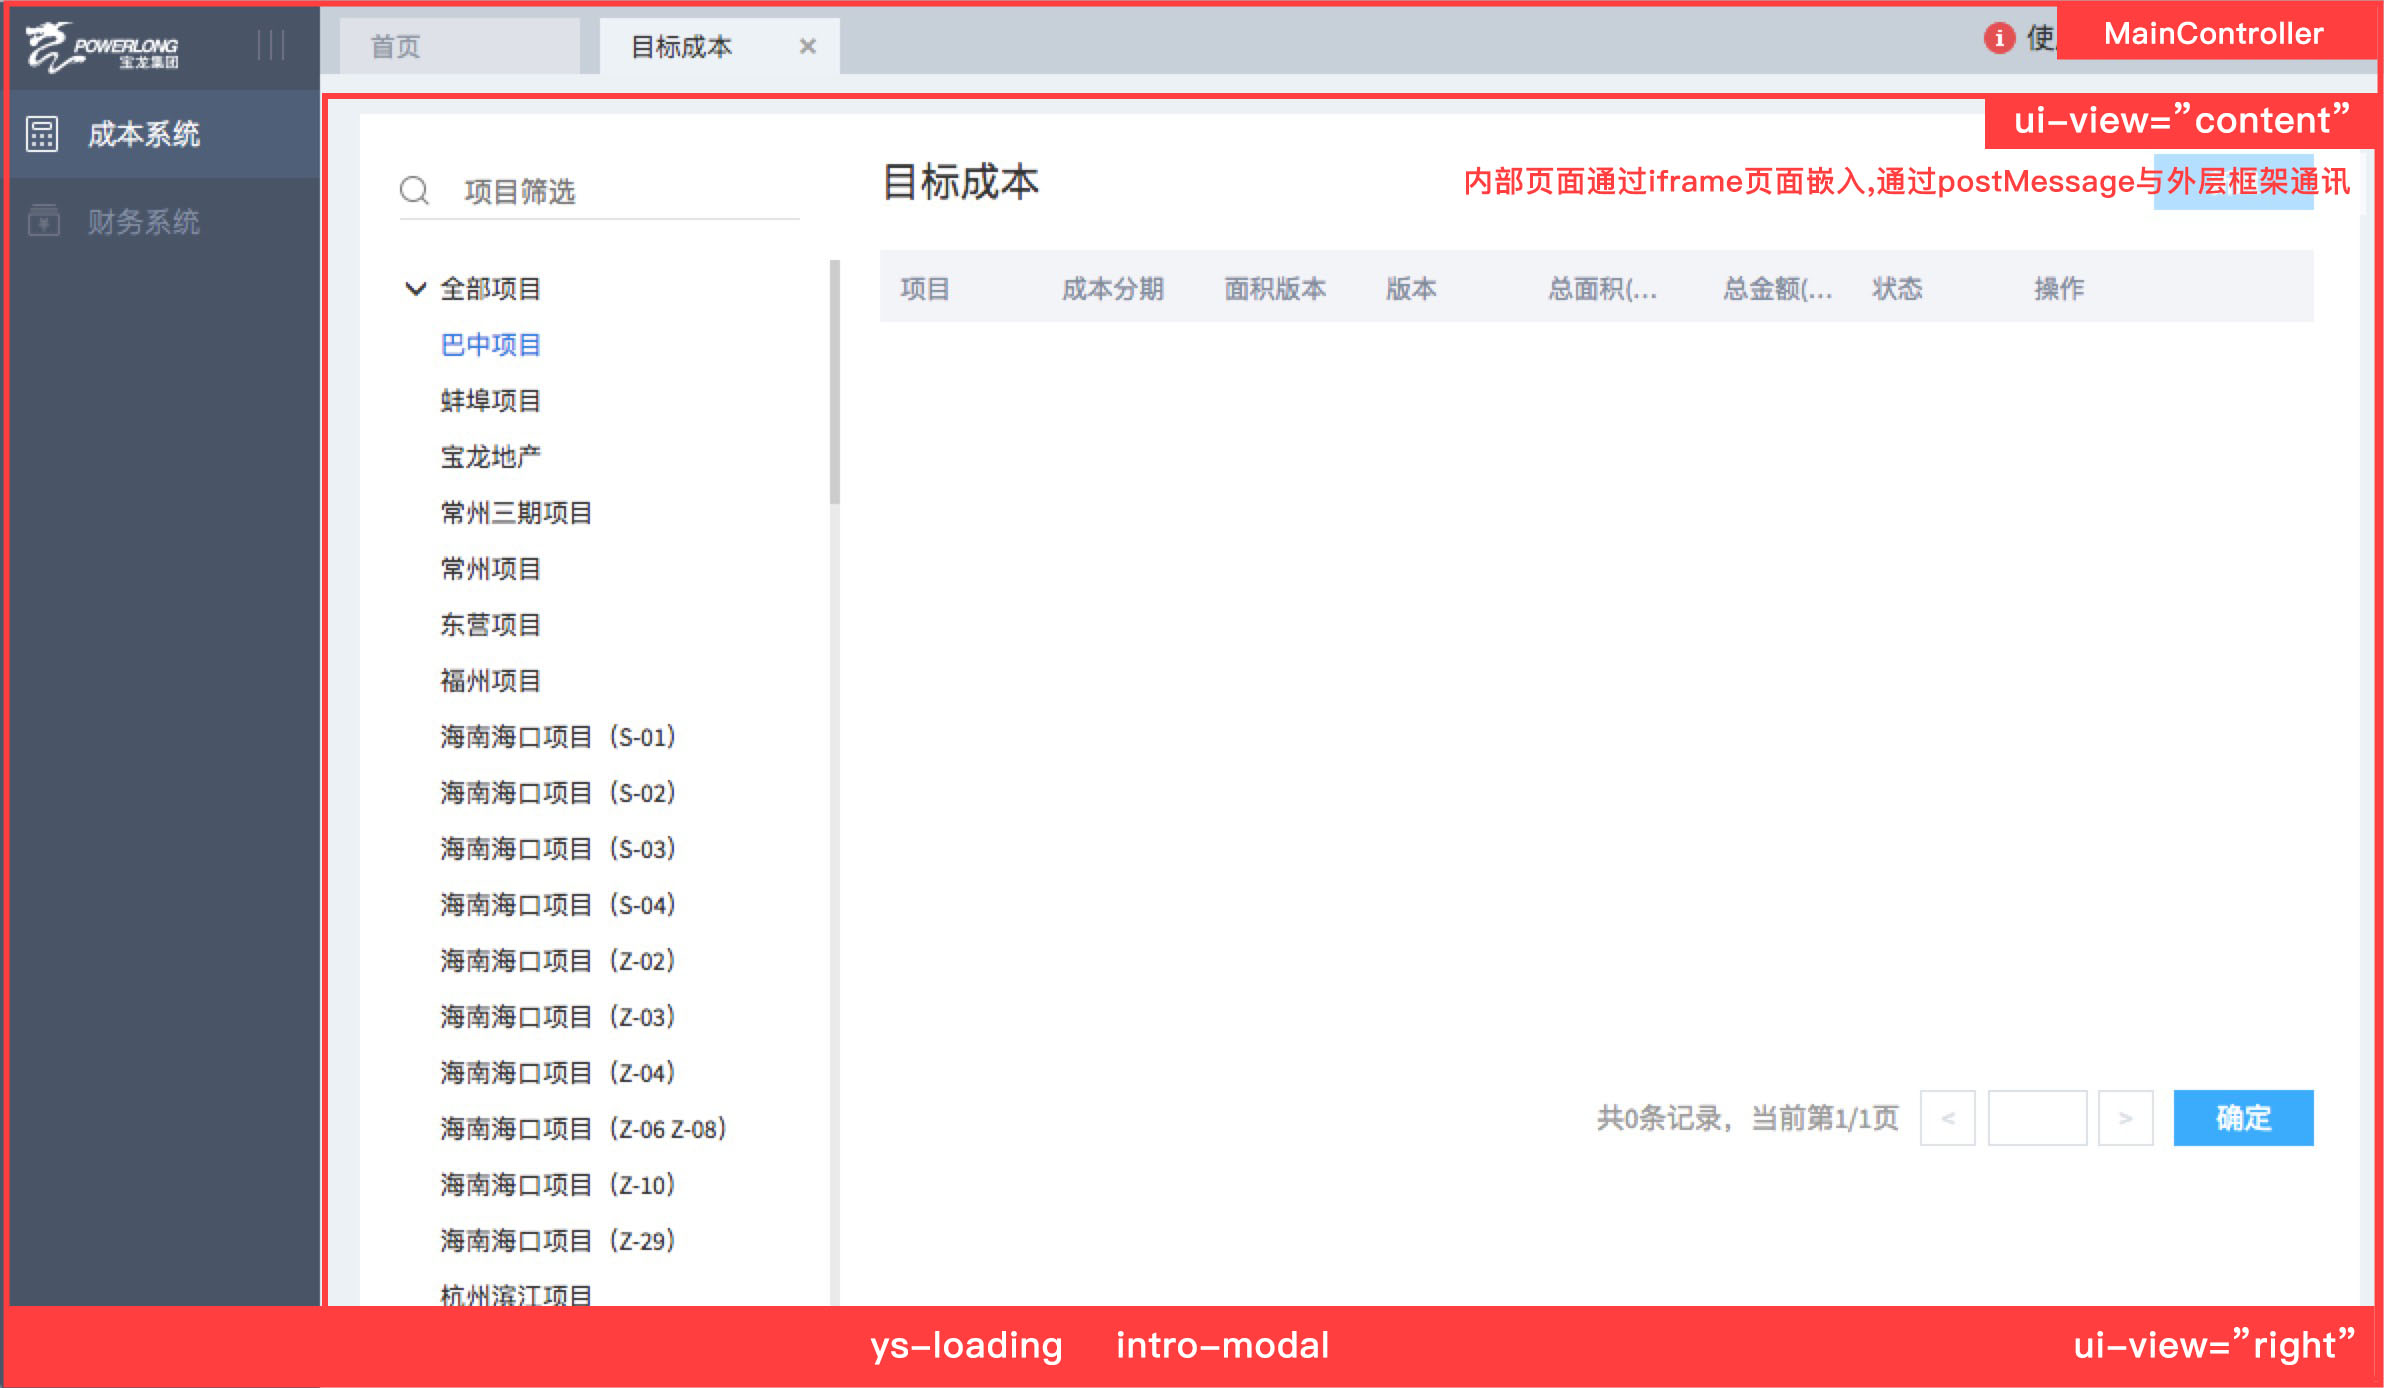 POWERLONG
宝龙集团
首页
目标成本 ×
使
MainController
成本系统
财务系统
ui-view=”content”
项目筛选
目标成本
内部页面通过iframe页面嵌入,通过postMessage与外层框架通讯
项目 成本分期 面积版本 版本 总面积(... 总金额(... 状态 操作
全部项目
巴中项目
蚌埠项目
宝龙地产
常州三期项目
常州项目
东营项目
福州项目
海南海口项目（S-01）
海南海口项目（S-02）
海南海口项目（S-03）
海南海口项目（S-04）
海南海口项目（Z-02）
海南海口项目（Z-03）
海南海口项目（Z-04）
海南海口项目（Z-06 Z-08）
海南海口项目（Z-10）
海南海口项目（Z-29）
杭州滨江项目
共0条记录，当前第1/1页 < > 确定
ys-loading intro-modal
ui-view=”right”